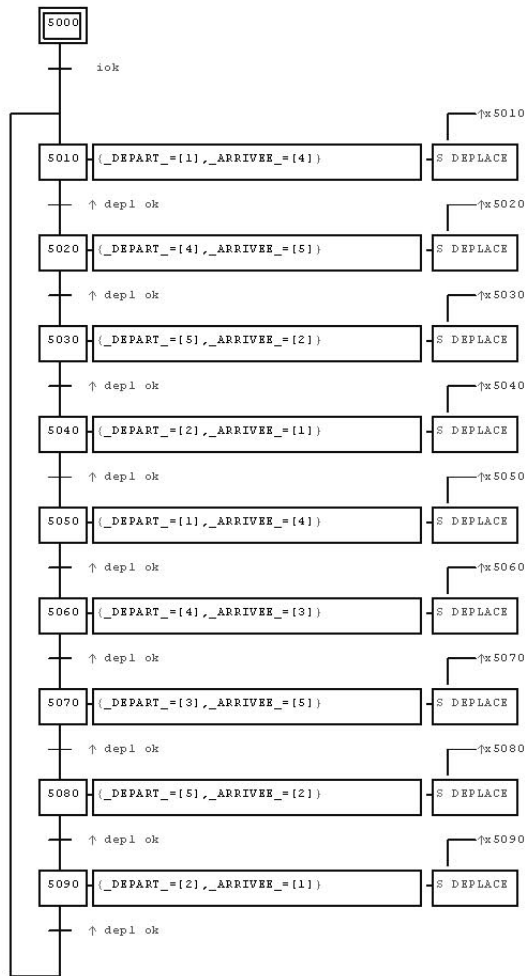 5000
iok
↑x5010
5010 {_DEPART_=[1],_ARRIVEE_=[4]} S DEPLACE
↑ depl ok ↑x5020
5020 {_DEPART_=[4],_ARRIVEE_=[5]} S DEPLACE
↑ depl ok ↑x5030
5030 {_DEPART_=[5],_ARRIVEE_=[2]} S DEPLACE
↑ depl ok ↑x5040
5040 {_DEPART_=[2],_ARRIVEE_=[1]} S DEPLACE
↑ depl ok ↑x5050
5050 {_DEPART_=[1],_ARRIVEE_=[4]} S DEPLACE
↑ depl ok ↑x5060
5060 {_DEPART_=[4],_ARRIVEE_=[3]} S DEPLACE
↑ depl ok ↑x5070
5070 {_DEPART_=[3],_ARRIVEE_=[5]} S DEPLACE
↑ depl ok ↑x5080
5080 {_DEPART_=[5],_ARRIVEE_=[2]} S DEPLACE
↑ depl ok ↑x5090
5090 {_DEPART_=[2],_ARRIVEE_=[1]} S DEPLACE
↑ depl ok